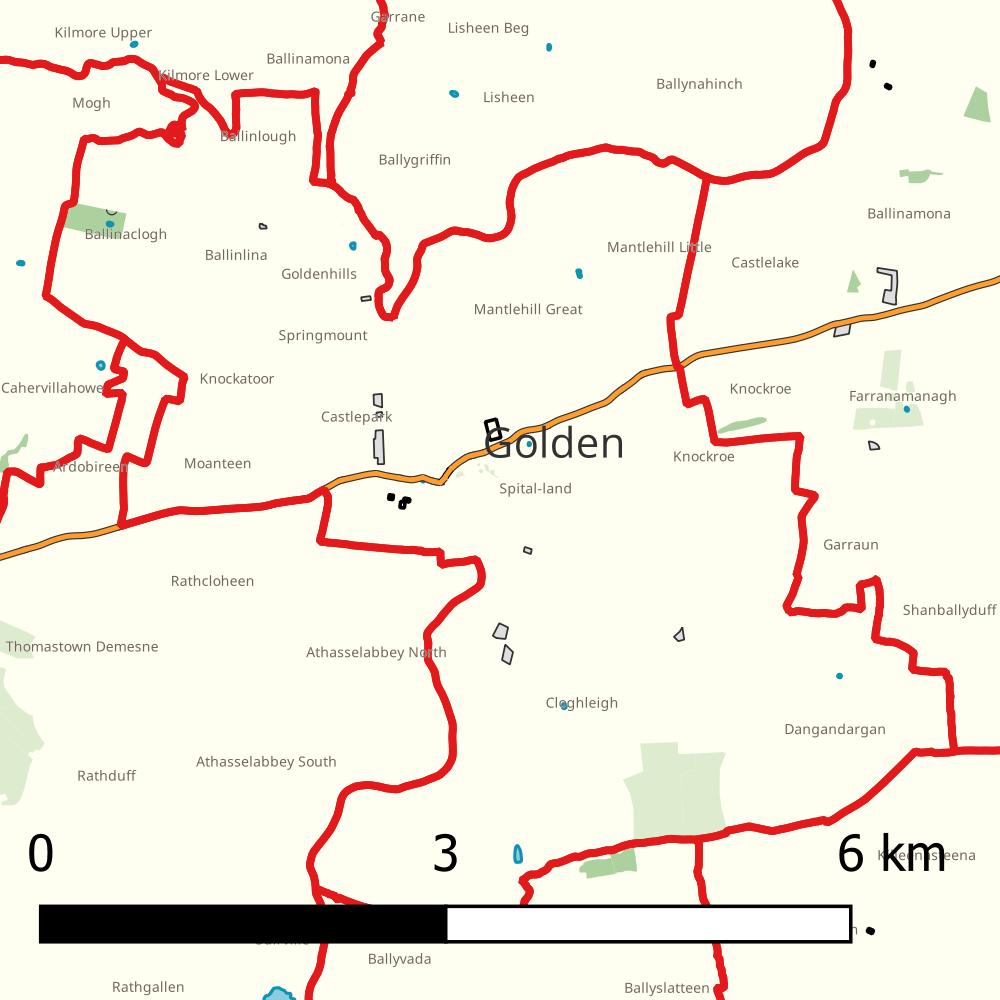 Garrane
Lisheen Beg
Kilmore Upper
Ballinamona
Kilmore Lower
Ballynahinch
Lisheen
Mogh
Ballinlough
Ballygriffin
Ballinamona
Ballinaclogh
Mantlehill Little
Ballinlina
Castlelake
Goldenhills
Mantlehill Great
Springmount
Knockatoor
Cahervillahowe
Knockroe
Farranamanagh
Castlepark
Golden
Knockroe
Moanteen
Ardobireen
Spital-land
Garraun
Rathcloheen
Shanballyduff
Thomastown Demesne
Athasselabbey North
Cloghleigh
Dangandargan
Athasselabbey South
Rathduff
0 3 6 km
Ballyvada
Rathgallen
Ballyslatteen